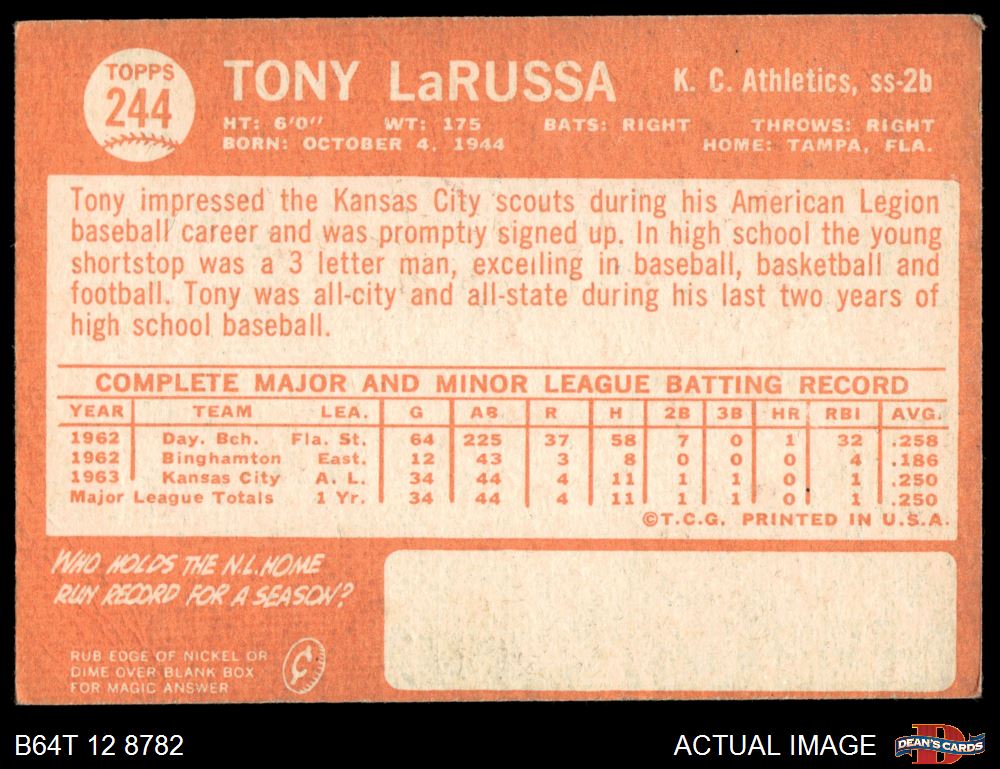 TOPPS
244
TONY LaRUSSA
K. C. Athletics, ss-2b
HT: 6'0" WT: 175 BATS: RIGHT THROWS: RIGHT
BORN: OCTOBER 4, 1944 HOME: TAMPA, FLA.
Tony impressed the Kansas City scouts during his American Legion
baseball career and was promptly signed up. In high school the young
shortstop was a 3 letter man, excelling in baseball, basketball and
football. Tony was all-city and all-state during his last two years of
high school baseball.
COMPLETE MAJOR AND MINOR LEAGUE BATTING RECORD
YEAR TEAM LEA. G AB. R H 2B 3B HR RBI AVG.
1962 Day. Bch. Fla. St. 64 225 37 58 7 0 1 32 .258
1962 Binghamton East. 12 43 3 8 0 0 0 4 .186
1963 Kansas City A. L. 34 44 4 11 1 1 0 1 .250
Major League Totals 1 Yr. 34 44 4 11 1 1 0 1 .250
©T.C.G. PRINTED IN U.S.A.
WHO HOLDS THE N.L. HOME
RUN RECORD FOR A SEASON?
RUB EDGE OF NICKEL OR
DIME OVER BLANK BOX
FOR MAGIC ANSWER
B64T 12 8782
ACTUAL IMAGE
DEAN'S CARDS